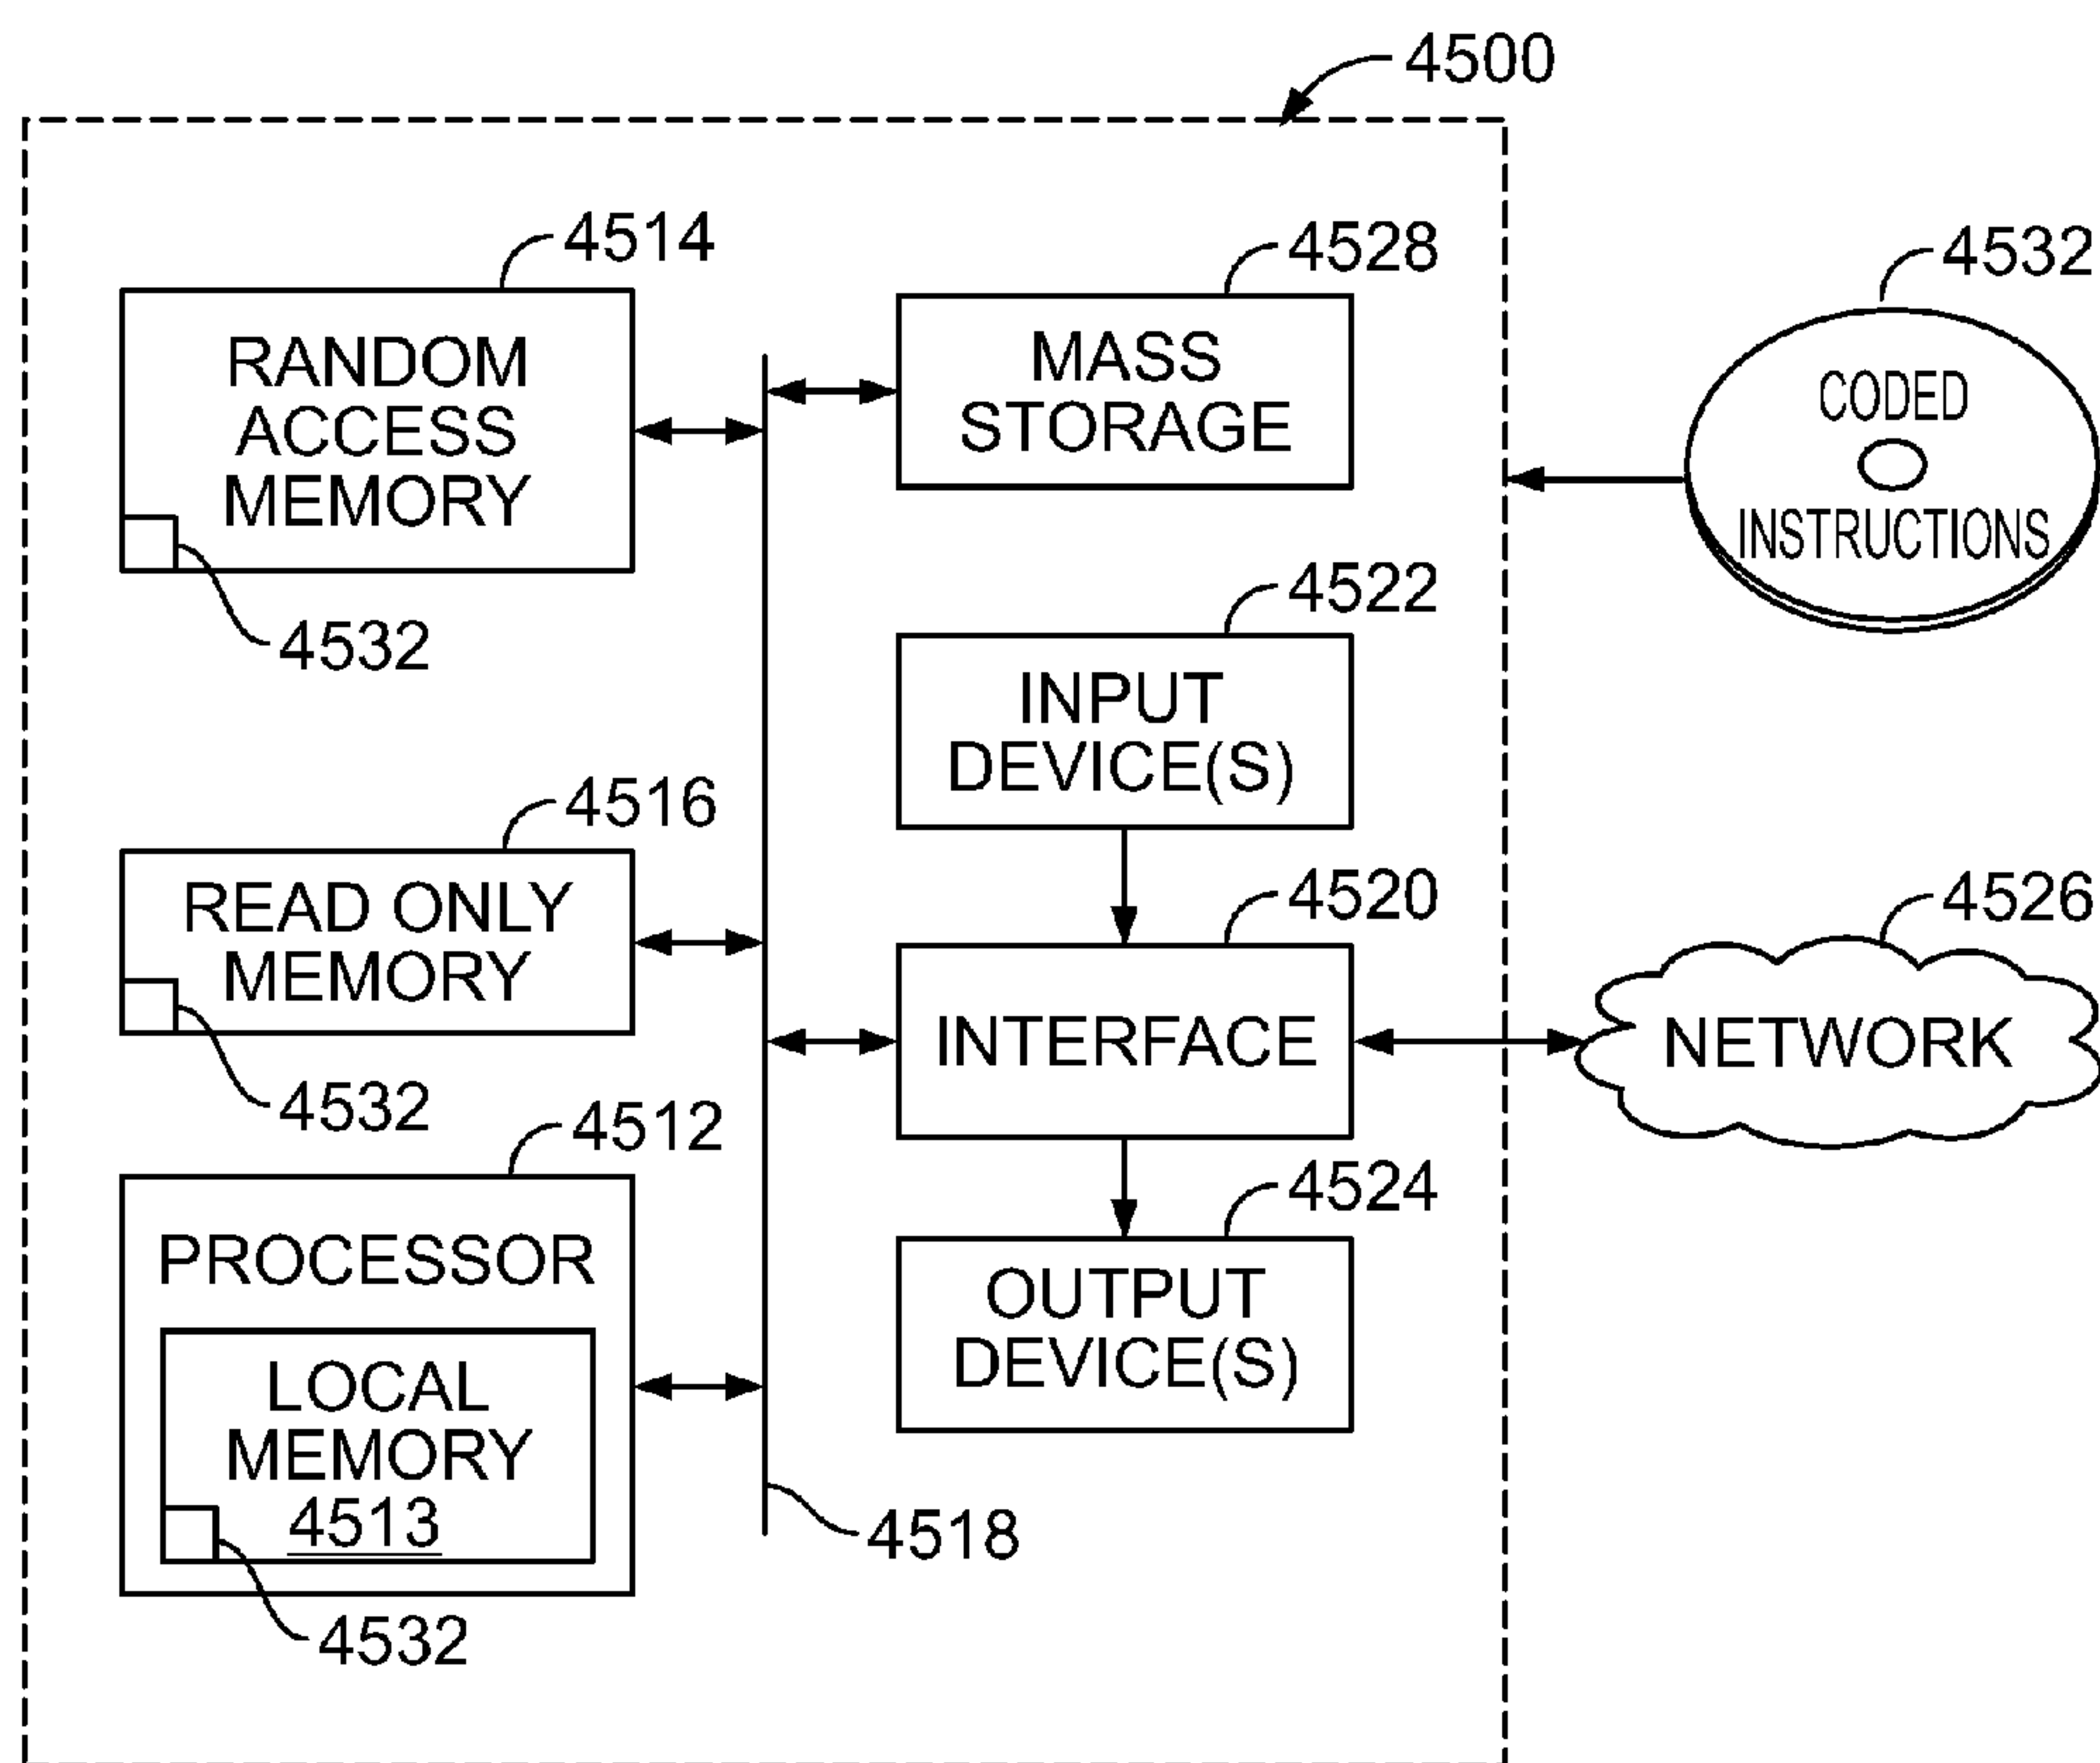 4500
4514
RANDOM
ACCESS
MEMORY
4532
4528
MASS
STORAGE
4532
CODED
INSTRUCTIONS
4522
INPUT
DEVICE(S)
4516
READ ONLY
MEMORY
4532
4520
INTERFACE
4526
NETWORK
4512
PROCESSOR
LOCAL
MEMORY
4513
4532
4524
OUTPUT
DEVICE(S)
4518